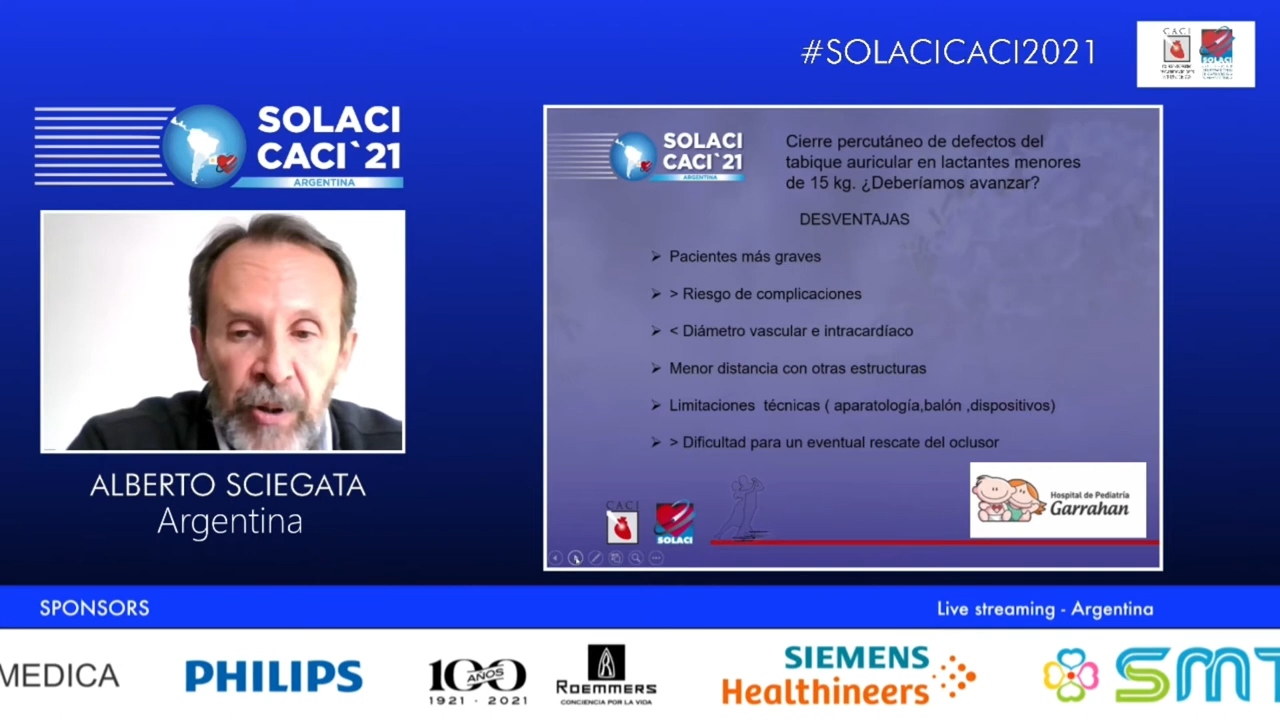 #SOLACICACI2021
CACI
SOLACI
SOLACI
CACI`21
ARGENTINA
ALBERTO SCIEGATA
Argentina
SOLACI
CACI`21
ARGENTINA
Cierre percutáneo de defectos del
tabique auricular en lactantes menores
de 15 kg. ¿Deberíamos avanzar?
DESVENTAJAS
➢ Pacientes más graves
➢ > Riesgo de complicaciones
➢ < Diámetro vascular e intracardíaco
➢ Menor distancia con otras estructuras
➢ Limitaciones técnicas ( aparatología,balón ,dispositivos)
➢ > Dificultad para un eventual rescate del oclusor
CACI
SOLACI
Hospital de Pediatría
Garrahan
SPONSORS
Live streaming - Argentina
MEDICA
PHILIPS
100
AÑOS
1921 - 2021
ROEMMERS
CONCIENCIA POR LA VIDA
SIEMENS
Healthineers
SMT